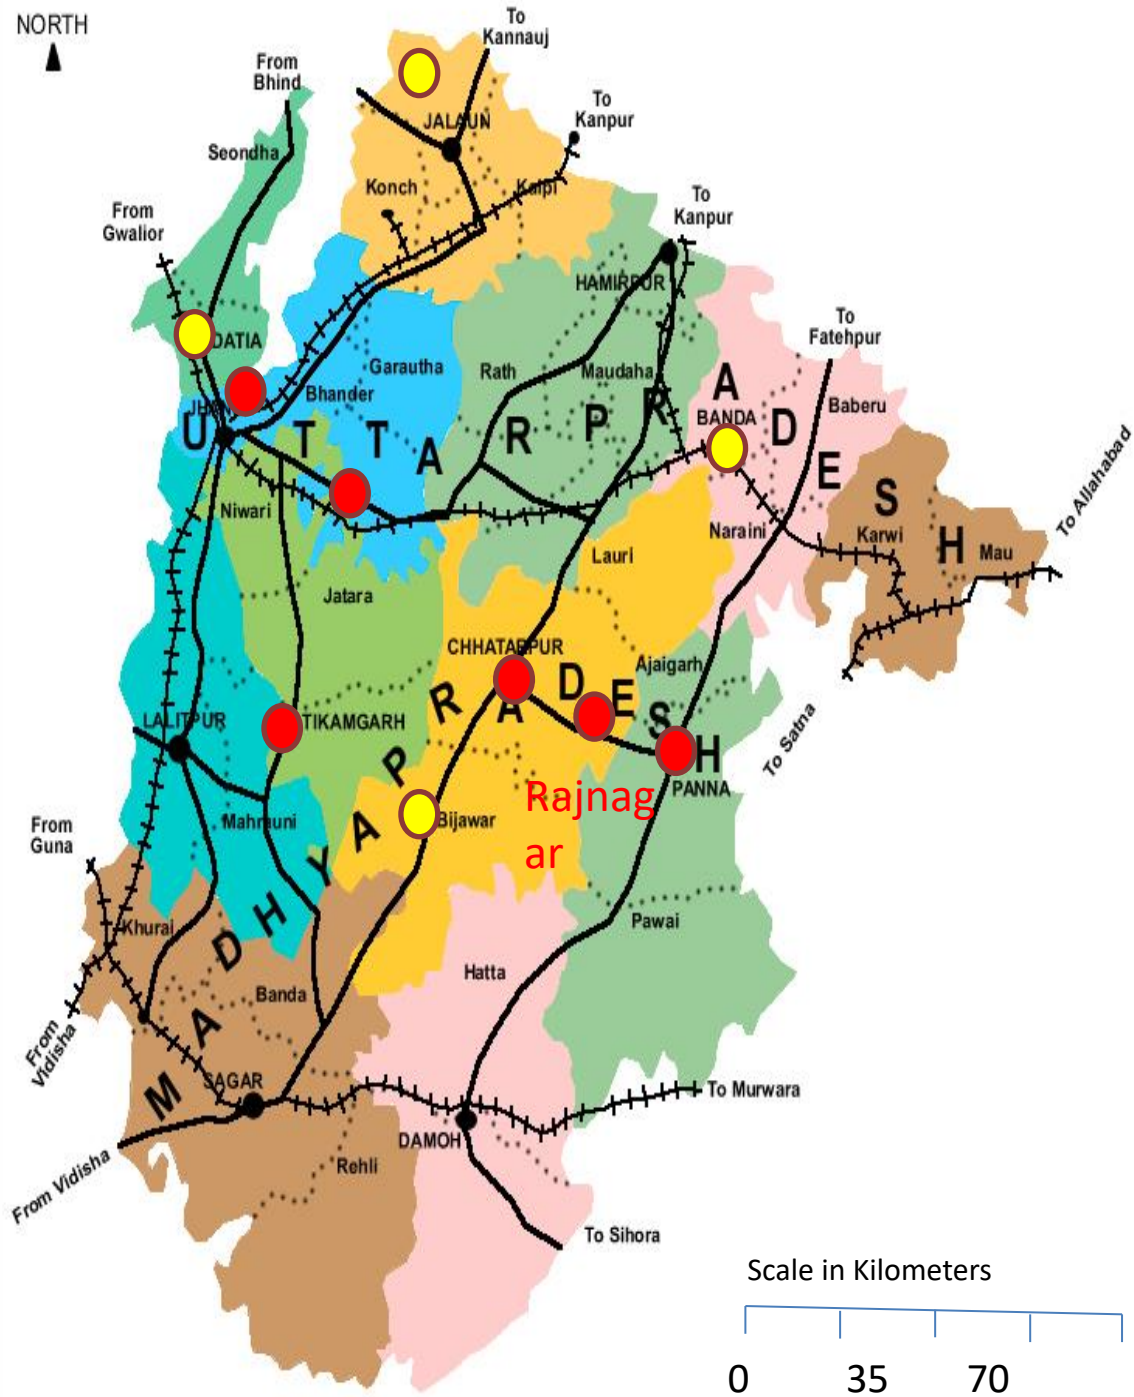 NORTH
To
Kannauj
From
Bhind
To
Kanpur
JALAUN
Seondha
Konch
Kalpi
To
Kanpur
From
Gwalior
HAMIRPUR
To
Fatehpur
DATIA
Garautha
Rath
Maudaha
Bhander
Baberu
BANDA
U T T A R P R A D E S H
To Allahabad
Niwari
Naraini
Karwi
Mau
Lauri
Jatara
CHHATARPUR
Ajaigarh
LALITPUR
TIKAMGARH
To Satna
PANNA
Rajnag
ar
Mahrauni
Bijawar
From
Guna
M A D H Y A P R A D E S H
Khurai
Pawai
Hatta
Banda
From
Vidisha
SAGAR
To Murwara
DAMOH
From Vidisha
Rehli
To Sihora
Scale in Kilometers
0 35 70